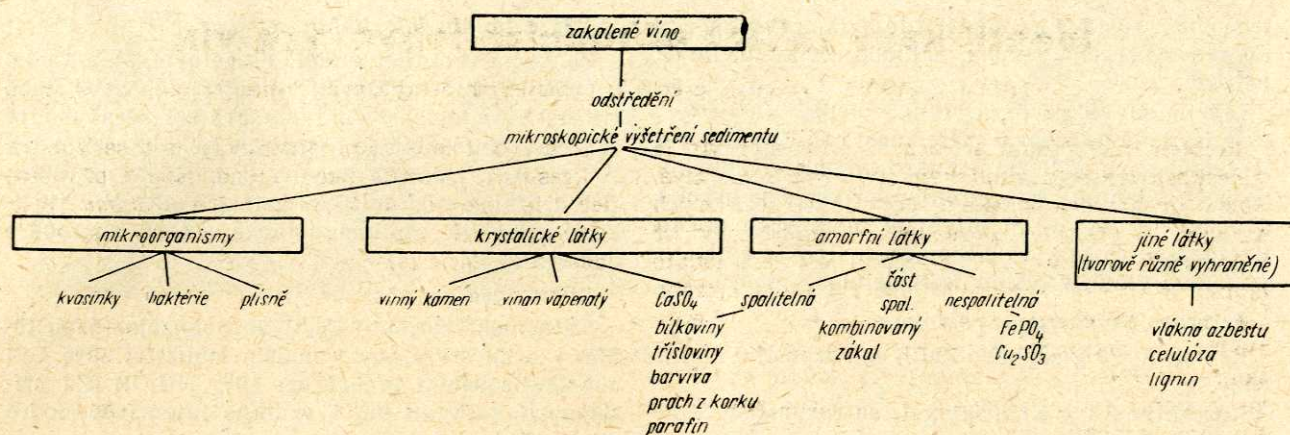 zakalené víno
odstředění
mikroskopické vyšetření sedimentu
mikroorganismy
krystalické látky
amorfní látky
jiné látky
(tvarově různě vyhraněné)
kvasinky baktérie plísně
vinný kámen vinan vápenatý CaSO₄
spalitelná
část
spal.
nespalitelná
bílkoviny
třísloviny
barviva
prach z korku
parafin
kombinovaný
zákal
FePO₄
Cu₂SO₃
vlákna azbestu
celulóza
lignin